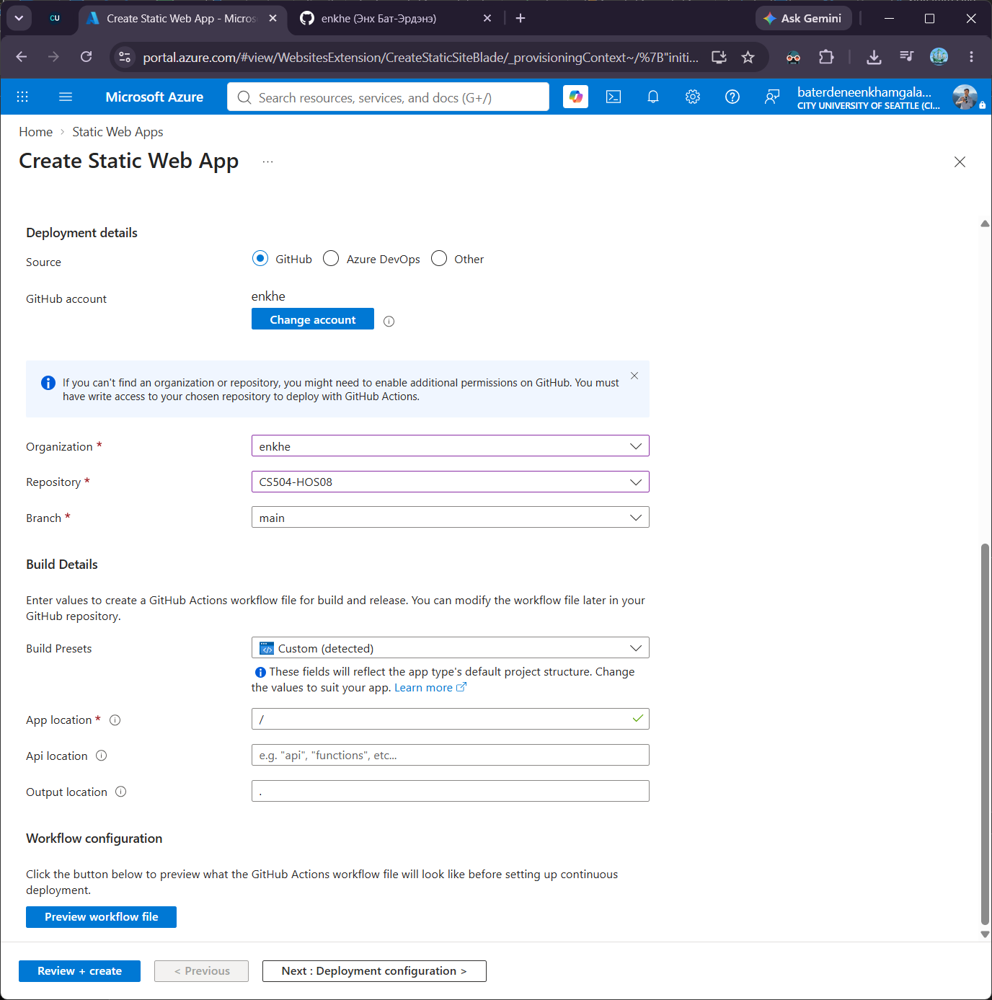 CU
Create Static Web App - Micros
enkhe (Энх Бат-Эрдэнэ)
Ask Gemini
portal.azure.com/#view/WebsitesExtension/CreateStaticSiteBlade/_provisioningContext~/%7B"initi...
Microsoft Azure
Search resources, services, and docs (G+/)
baterdeneenkhamgala...
CITY UNIVERSITY OF SEATTLE (CI...
Home > Static Web Apps
Create Static Web App ...
Deployment details
Source
GitHub Azure DevOps Other
GitHub account
enkhe
Change account
If you can't find an organization or repository, you might need to enable additional permissions on GitHub. You must
have write access to your chosen repository to deploy with GitHub Actions.
Organization * enkhe
Repository * CS504-HOS08
Branch * main
Build Details
Enter values to create a GitHub Actions workflow file for build and release. You can modify the workflow file later in your
GitHub repository.
Build Presets Custom (detected)
These fields will reflect the app type's default project structure. Change
the values to suit your app. Learn more
App location * /
Api location e.g. "api", "functions", etc...
Output location .
Workflow configuration
Click the button below to preview what the GitHub Actions workflow file will look like before setting up continuous
deployment.
Preview workflow file
Review + create < Previous Next : Deployment configuration >